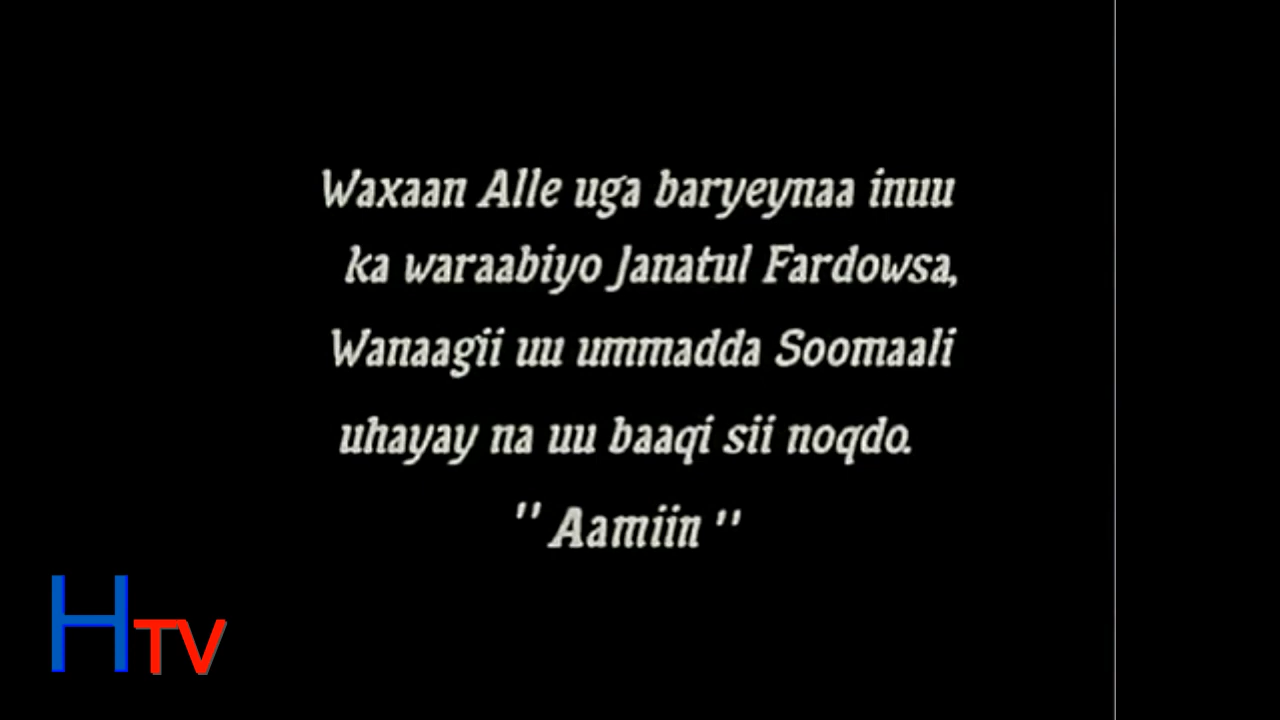 Waxaan Alle uga baryeynaa inuu
ka waraabiyo Janatul Fardowsa,
Wanaagii uu ummadda Soomaali
uhayay na uu baaqi sii noqdo.
" Aamiin "
HTV